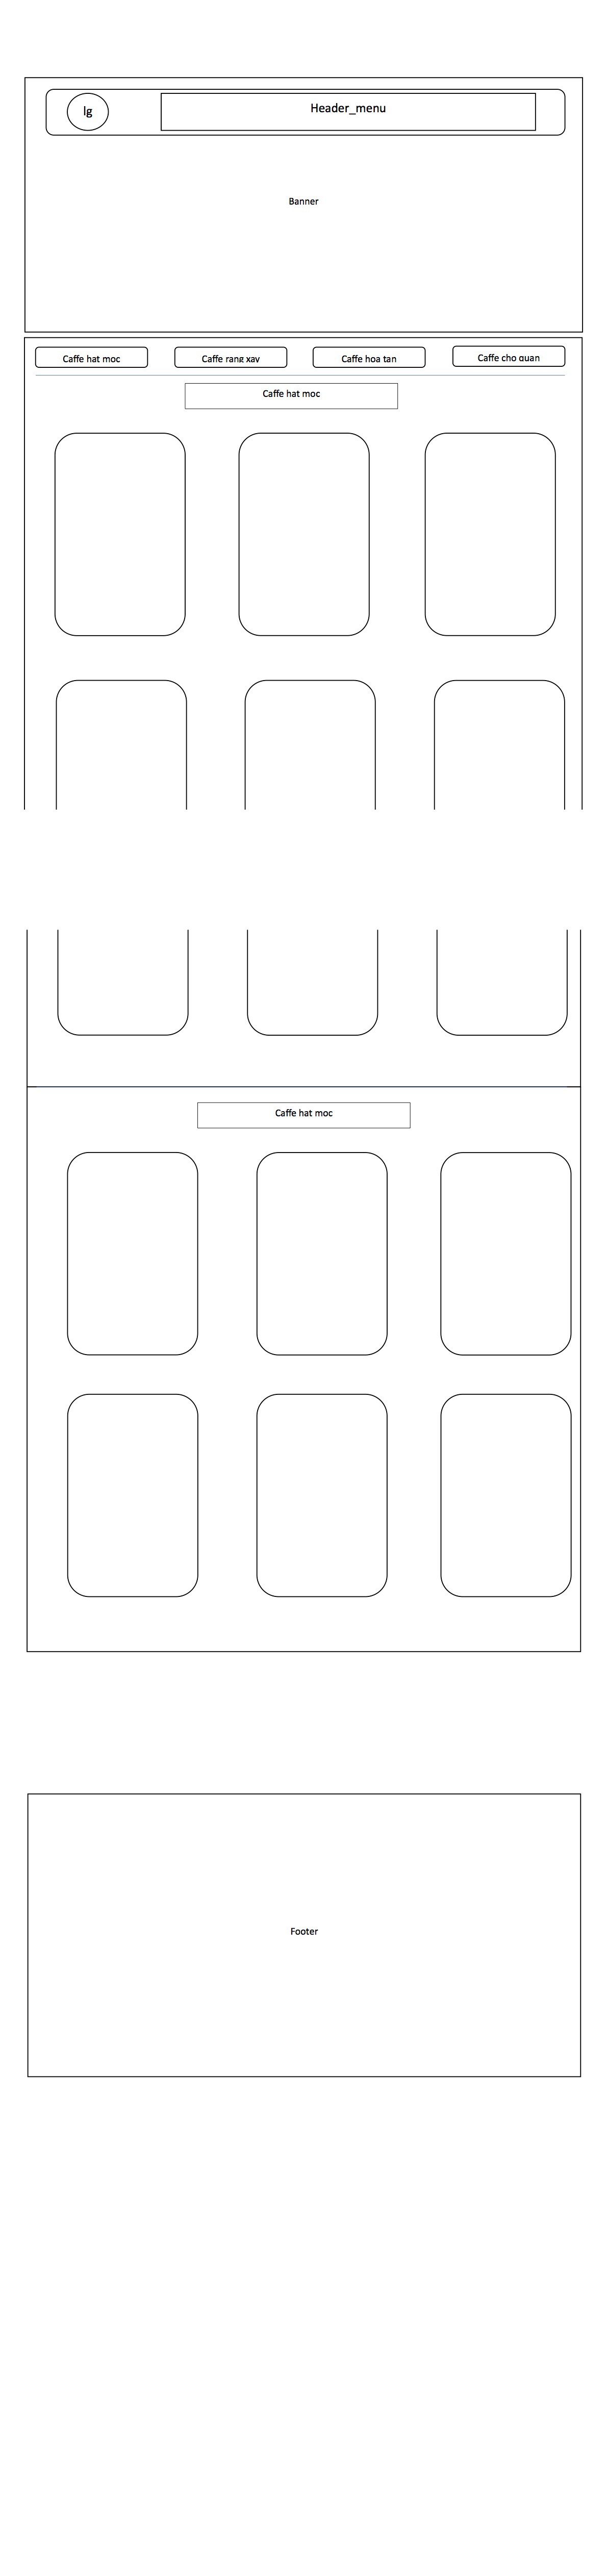 lg
Header_menu
Banner
Caffe hat moc
Caffe rang xay
Caffe hoa tan
Caffe cho quan
Caffe hat moc
Caffe hat moc
Footer